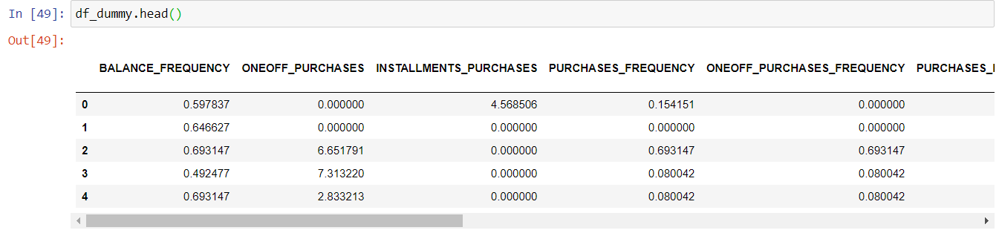 In [49]: df_dummy.head()
Out[49]:
BALANCE_FREQUENCY ONEOFF_PURCHASES INSTALLMENTS_PURCHASES PURCHASES_FREQUENCY ONEOFF_PURCHASES_FREQUENCY PURCHASES_
0 0.597837 0.000000 4.568506 0.154151 0.000000
1 0.646627 0.000000 0.000000 0.000000 0.000000
2 0.693147 6.651791 0.000000 0.693147 0.693147
3 0.492477 7.313220 0.000000 0.080042 0.080042
4 0.693147 2.833213 0.000000 0.080042 0.080042